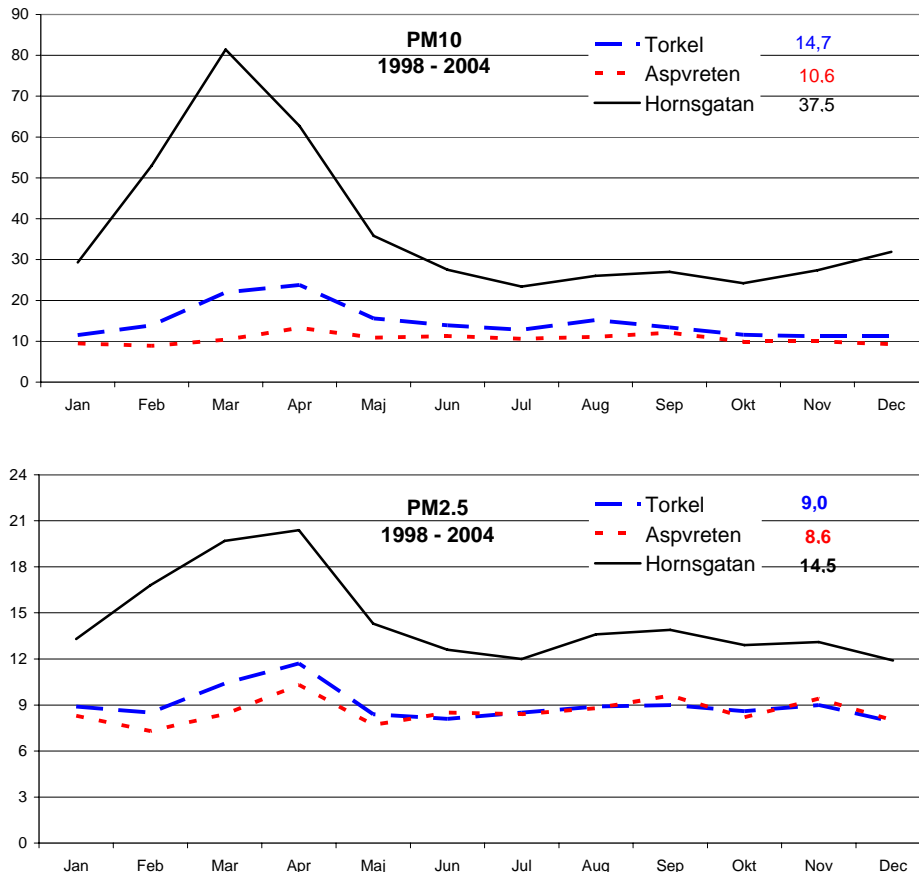 PM10
1998 - 2004
Torkel 14,7
Aspvreten 10,6
Hornsgatan 37,5
90
80
70
60
50
40
30
20
10
0
Jan Feb Mar Apr Maj Jun Jul Aug Sep Okt Nov Dec
PM2.5
1998 - 2004
Torkel 9,0
Aspvreten 8,6
Hornsgatan 14,5
24
21
18
15
12
9
6
3
0
Jan Feb Mar Apr Maj Jun Jul Aug Sep Okt Nov Dec